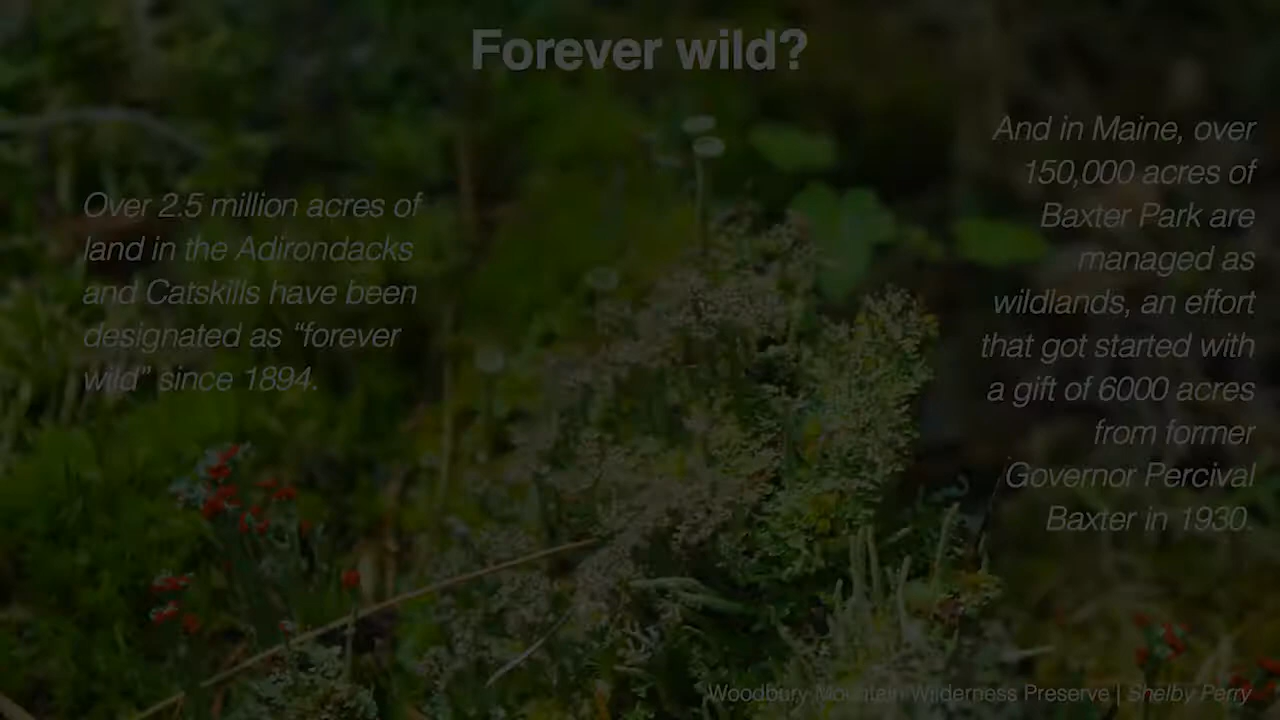 Forever wild?
Over 2.5 million acres of
land in the Adirondacks
and Catskills have been
designated as “forever
wild” since 1894.
And in Maine, over
150,000 acres of
Baxter Park are
managed as
wildlands, an effort
that got started with
a gift of 6000 acres
from former
Governor Percival
Baxter in 1930.
Woodbury Mountain Wilderness Preserve | Shelby Perry